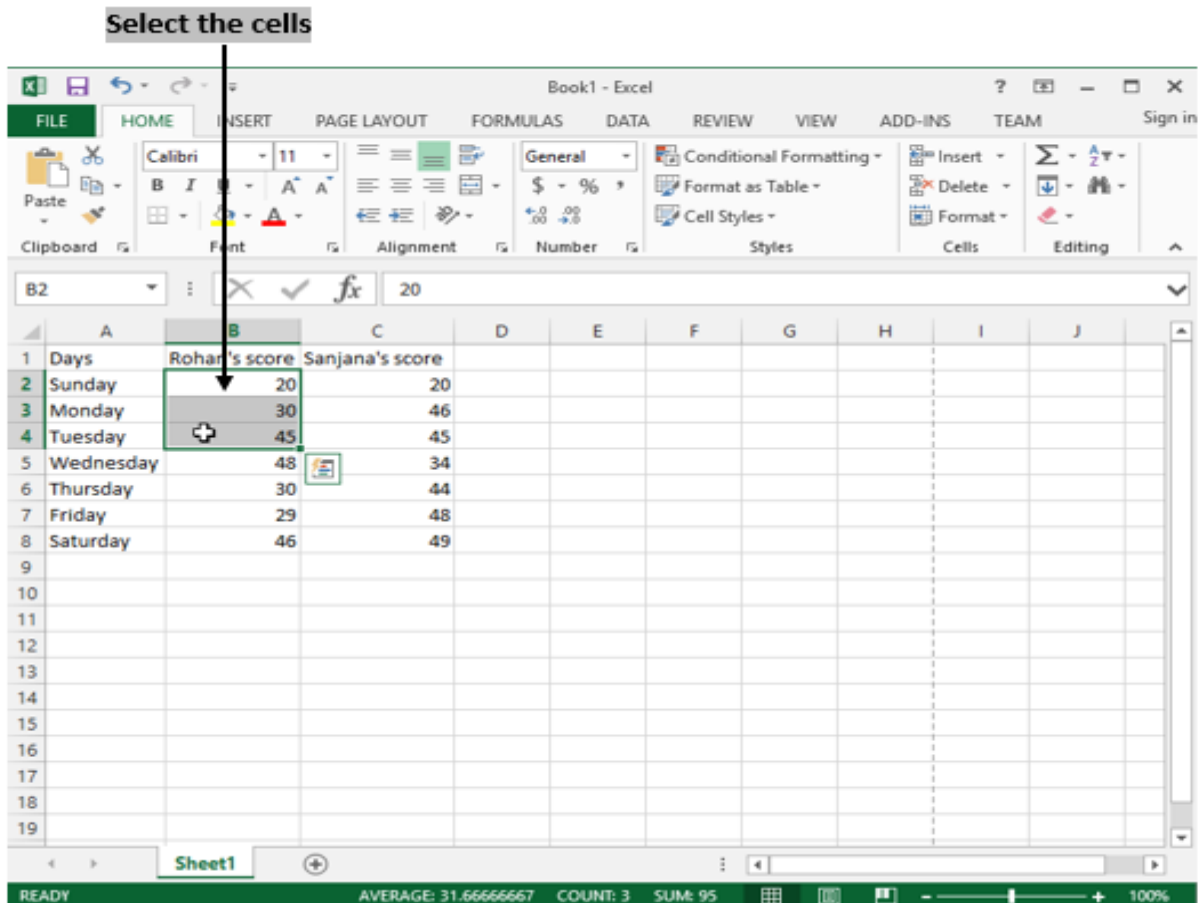 Select the cells
Book1 - Excel
FILE HOME INSERT PAGE LAYOUT FORMULAS DATA REVIEW VIEW ADD-INS TEAM Sign in
Calibri 11 General Conditional Formatting Insert
Paste B I U A A $ % , Format as Table Delete
A Cell Styles Format
Clipboard Font Alignment Number Styles Cells Editing
B2 fx 20
A B C D E F G H I J
1 Days Rohan's score Sanjana's score
2 Sunday 20 20
3 Monday 30 46
4 Tuesday 45 45
5 Wednesday 48 34
6 Thursday 30 44
7 Friday 29 48
8 Saturday 46 49
9
10
11
12
13
14
15
16
17
18
19
Sheet1
READY AVERAGE: 31.66666667 COUNT: 3 SUM: 95 100%